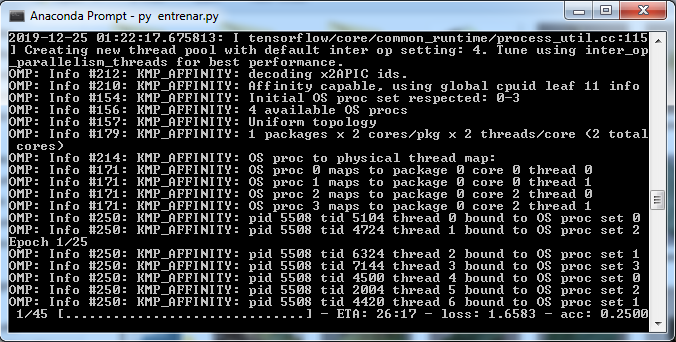 Anaconda Prompt - py  entrenar.py
2019-12-25 01:22:17.675813: I tensorflow/core/common_runtime/process_util.cc:115
] Creating new thread pool with default inter op setting: 4. Tune using inter_op
_parallelism_threads for best performance.
OMP: Info #212: KMP_AFFINITY: decoding x2APIC ids.
OMP: Info #210: KMP_AFFINITY: Affinity capable, using global cpuid leaf 11 info
OMP: Info #154: KMP_AFFINITY: Initial OS proc set respected: 0-3
OMP: Info #156: KMP_AFFINITY: 4 available OS procs
OMP: Info #157: KMP_AFFINITY: Uniform topology
OMP: Info #179: KMP_AFFINITY: 1 packages x 2 cores/pkg x 2 threads/core (2 total
 cores)
OMP: Info #214: KMP_AFFINITY: OS proc to physical thread map:
OMP: Info #171: KMP_AFFINITY: OS proc 0 maps to package 0 core 0 thread 0
OMP: Info #171: KMP_AFFINITY: OS proc 1 maps to package 0 core 0 thread 1
OMP: Info #171: KMP_AFFINITY: OS proc 2 maps to package 0 core 2 thread 0
OMP: Info #171: KMP_AFFINITY: OS proc 3 maps to package 0 core 2 thread 1
OMP: Info #250: KMP_AFFINITY: pid 5508 tid 5104 thread 0 bound to OS proc set 0
OMP: Info #250: KMP_AFFINITY: pid 5508 tid 4724 thread 1 bound to OS proc set 2
Epoch 1/25
OMP: Info #250: KMP_AFFINITY: pid 5508 tid 6324 thread 2 bound to OS proc set 1
OMP: Info #250: KMP_AFFINITY: pid 5508 tid 7144 thread 3 bound to OS proc set 3
OMP: Info #250: KMP_AFFINITY: pid 5508 tid 4500 thread 4 bound to OS proc set 0
OMP: Info #250: KMP_AFFINITY: pid 5508 tid 2004 thread 5 bound to OS proc set 2
OMP: Info #250: KMP_AFFINITY: pid 5508 tid 4420 thread 6 bound to OS proc set 1
 1/45 [..............................] - ETA: 26:17 - loss: 1.6583 - acc: 0.2500